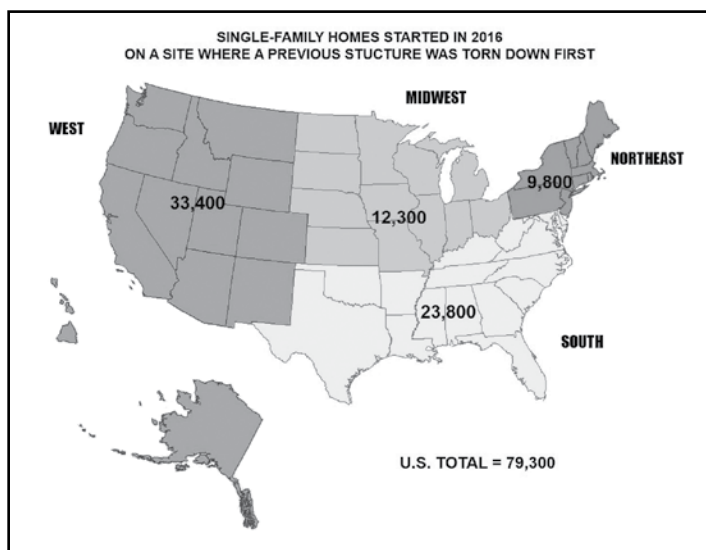 SINGLE-FAMILY HOMES STARTED IN 2016
ON A SITE WHERE A PREVIOUS STUCTURE WAS TORN DOWN FIRST
MIDWEST
WEST
NORTHEAST
9,800
33,400
12,300
23,800
SOUTH
U.S. TOTAL = 79,300